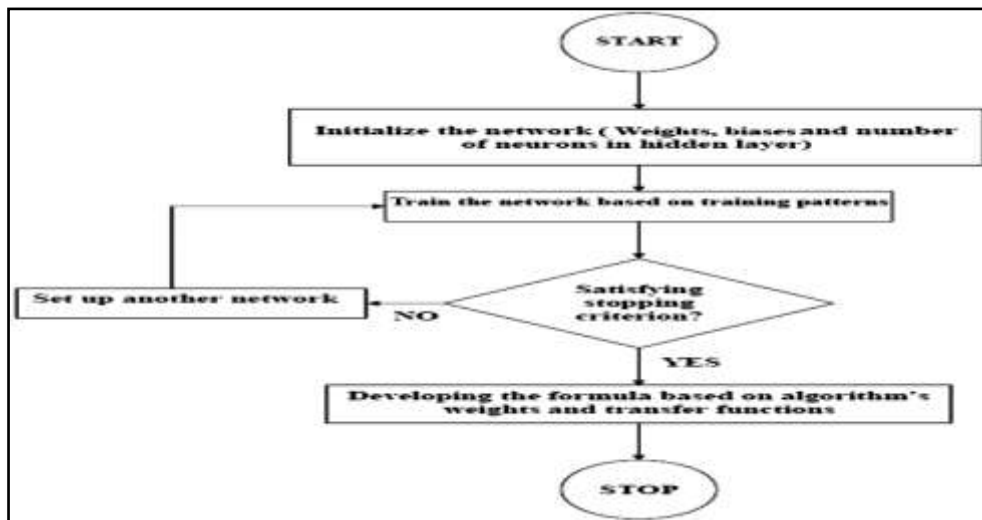 START
Initialize the network ( Weights, biases and number
of neurons in hidden layer)
Train the network based on training patterns
Satisfying
stopping
criterion?
Set up another network
NO
YES
Developing the formula based on algorithm's
weights and transfer functions
STOP